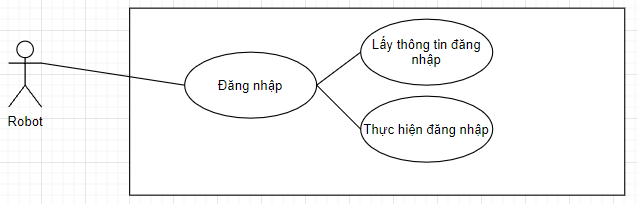 Lấy thông tin đăng
nhập
Đăng nhập
Robot
Thực hiện đăng nhập